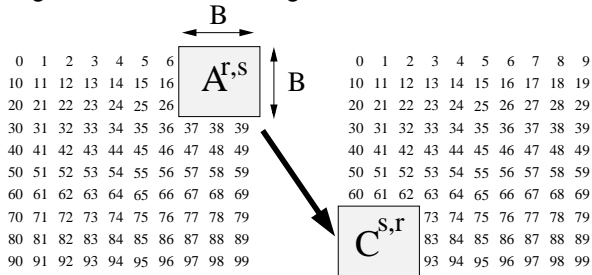 B
0 1 2 3 4 5 6 0 1 2 3 4 5 6 7 8 9
10 11 12 13 14 15 16 A r,s B 10 11 12 13 14 15 16 17 18 19
20 21 22 23 24 25 26 20 21 22 23 24 25 26 27 28 29
30 31 32 33 34 35 36 37 38 39 30 31 32 33 34 35 36 37 38 39
40 41 42 43 44 45 46 47 48 49 40 41 42 43 44 45 46 47 48 49
50 51 52 53 54 55 56 57 58 59 50 51 52 53 54 55 56 57 58 59
60 61 62 63 64 65 66 67 68 69 60 61 62 63 64 65 66 67 68 69
70 71 72 73 74 75 76 77 78 79 73 74 75 76 77 78 79
80 81 82 83 84 85 86 87 88 89 C s,r 83 84 85 86 87 88 89
90 91 92 93 94 95 96 97 98 99 93 94 95 96 97 98 99